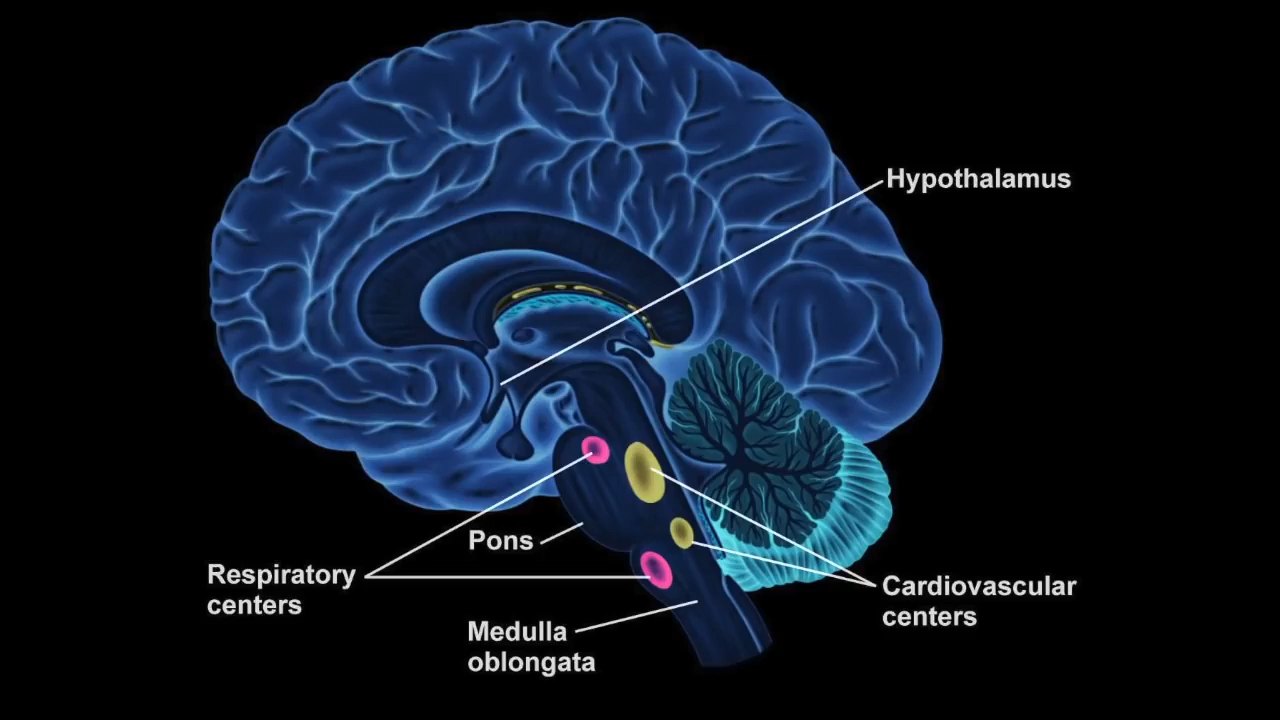 Hypothalamus
Pons
Respiratory
centers
Cardiovascular
centers
Medulla
oblongata